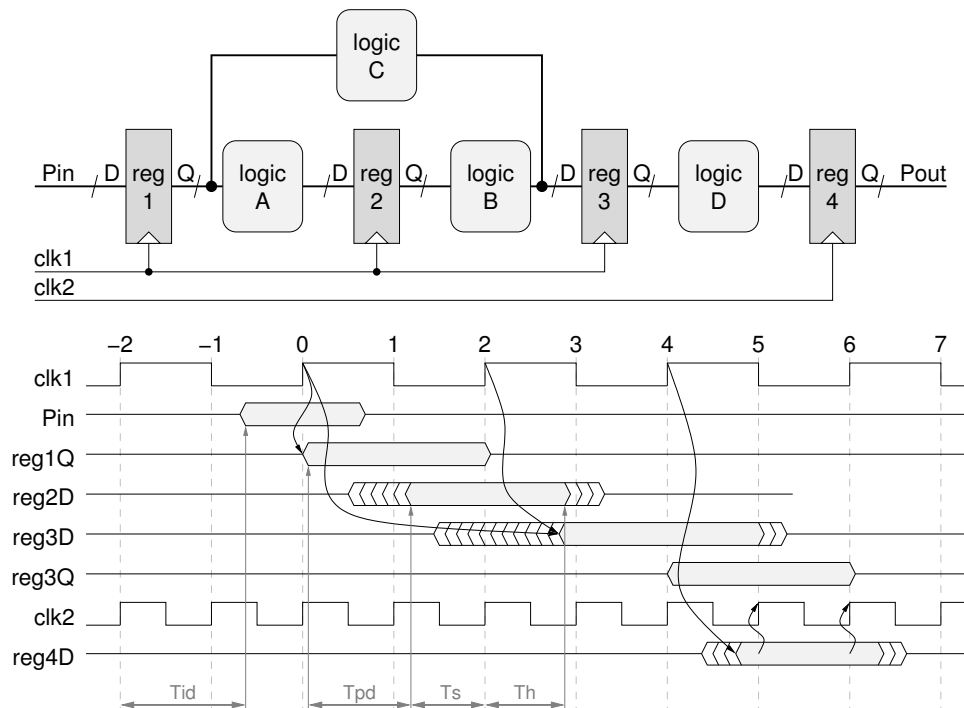 logic
C
Pin D reg Q logic D reg Q logic D reg Q logic D reg Q Pout
1 A 2 B 3 D 4
clk1
clk2
−2 −1 0 1 2 3 4 5 6 7
clk1
Pin
reg1Q
reg2D
reg3D
reg3Q
clk2
reg4D
Tid Tpd Ts Th